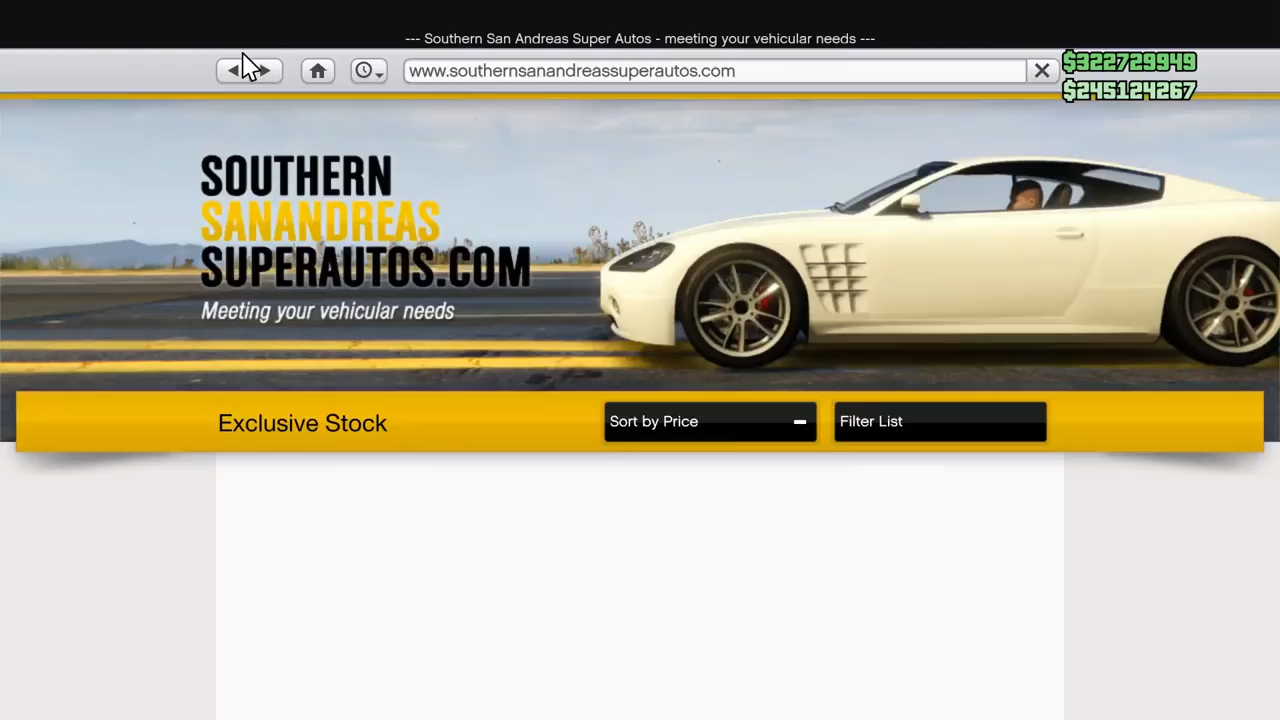 --- Southern San Andreas Super Autos - meeting your vehicular needs ---
www.southernsanandreassuperautos.com
$322729949
$245124267
SOUTHERN
SANANDREAS
SUPERAUTOS.COM
Meeting your vehicular needs
Exclusive Stock
Sort by Price
Filter List